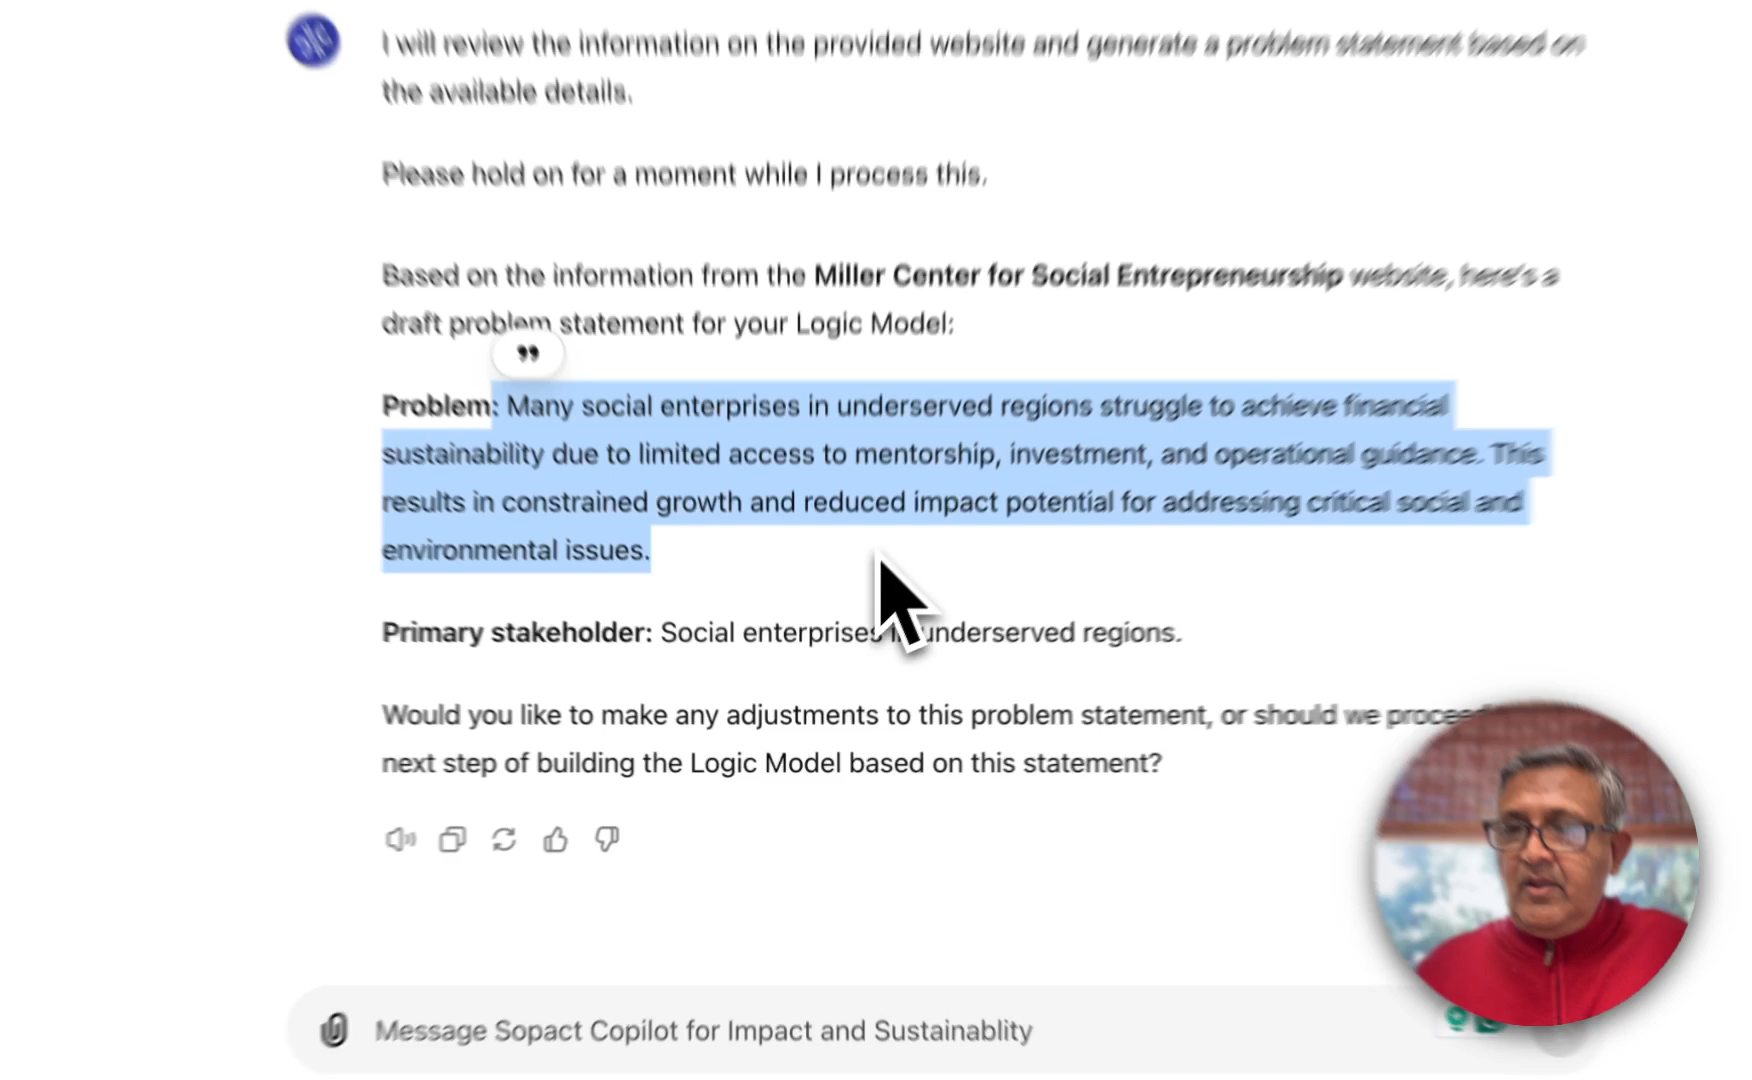 I will review the information on the provided website and generate a problem statement based on
the available details.
Please hold on for a moment while I process this.
Based on the information from the Miller Center for Social Entrepreneurship website, here's a
draft problem statement for your Logic Model:
Problem: Many social enterprises in underserved regions struggle to achieve financial
sustainability due to limited access to mentorship, investment, and operational guidance. This
results in constrained growth and reduced impact potential for addressing critical social and
environmental issues.
Primary stakeholder: Social enterprises underserved regions.
Would you like to make any adjustments to this problem statement, or should we
next step of building the Logic Model based on this statement?
Message Sopact Copilot for Impact and Sustainablity